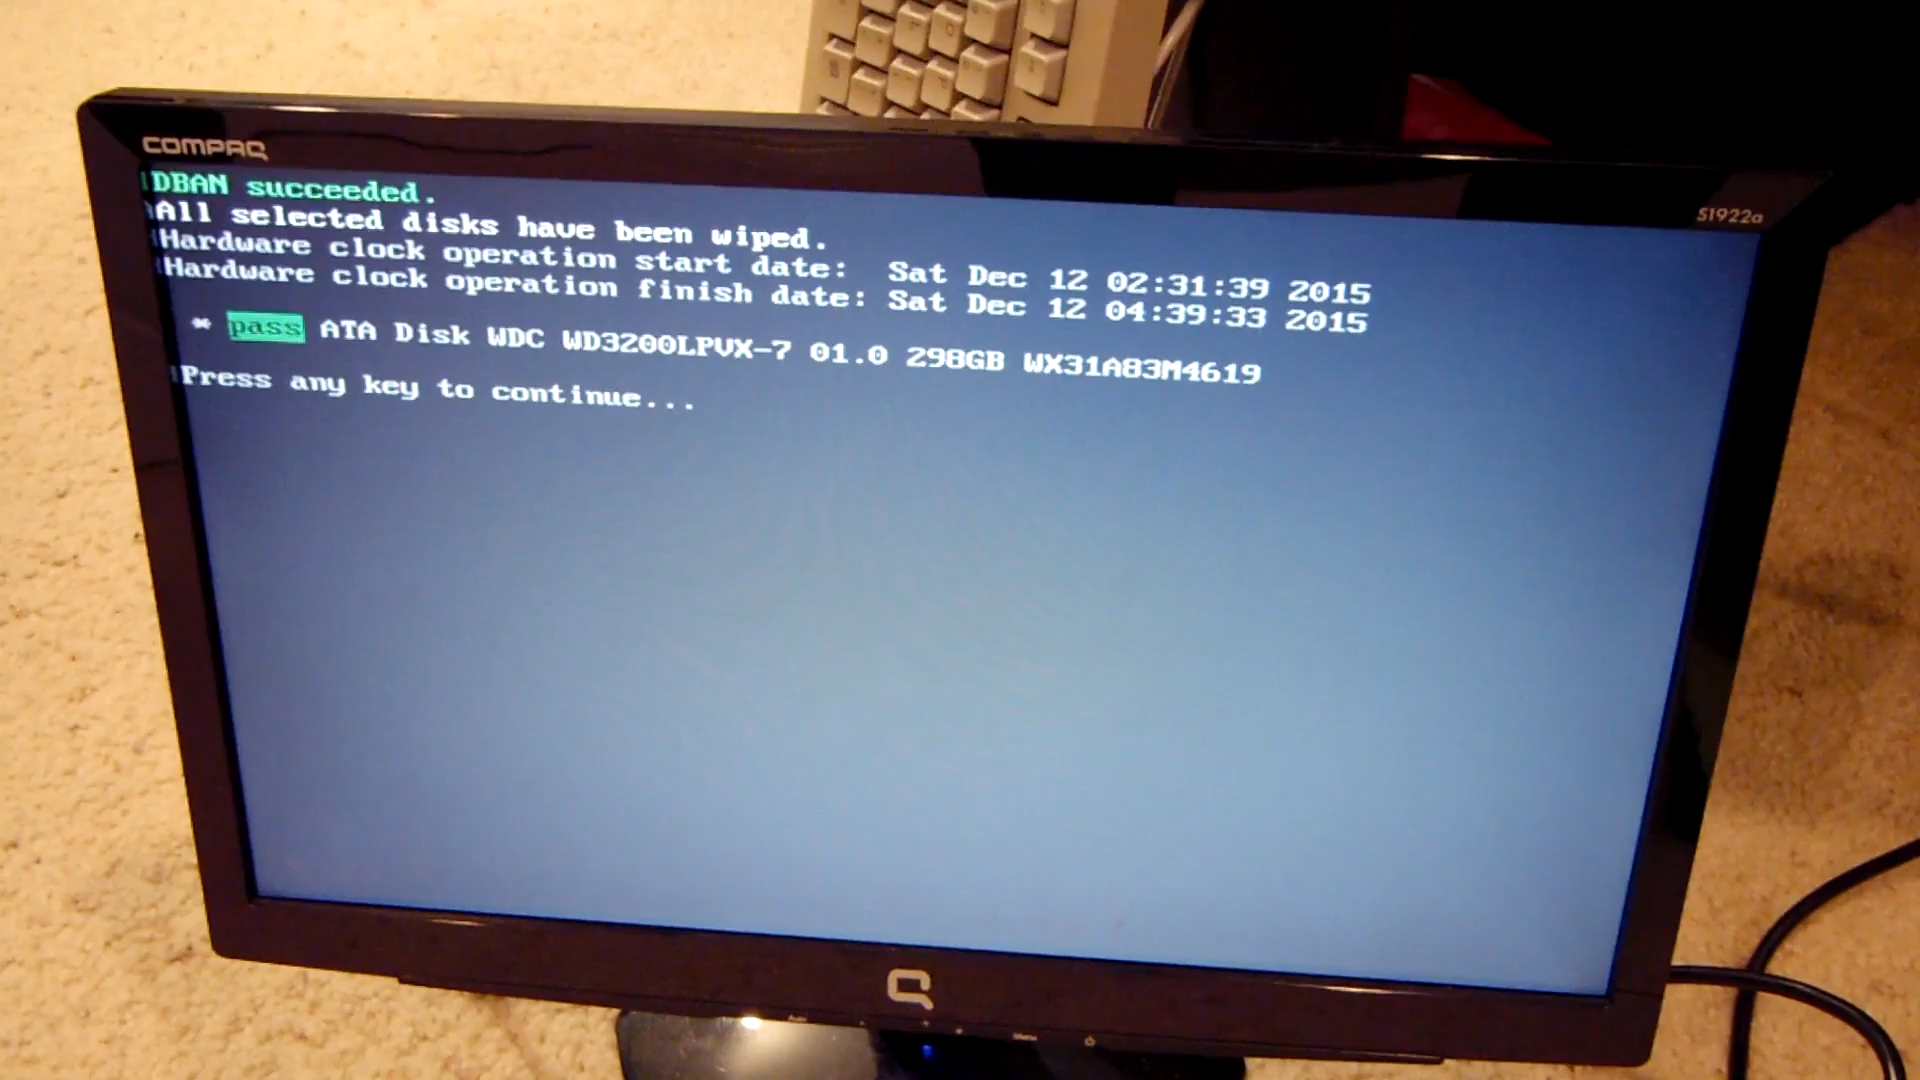 COMPAQ
S1922a
DBAN succeeded.
All selected disks have been wiped.
Hardware clock operation start date:  Sat Dec 12 02:31:39 2015
Hardware clock operation finish date: Sat Dec 12 04:39:33 2015
* pass ATA Disk WDC WD3200LPVX-7 01.0 298GB WX31A83M4619
Press any key to continue...
Auto
Menu